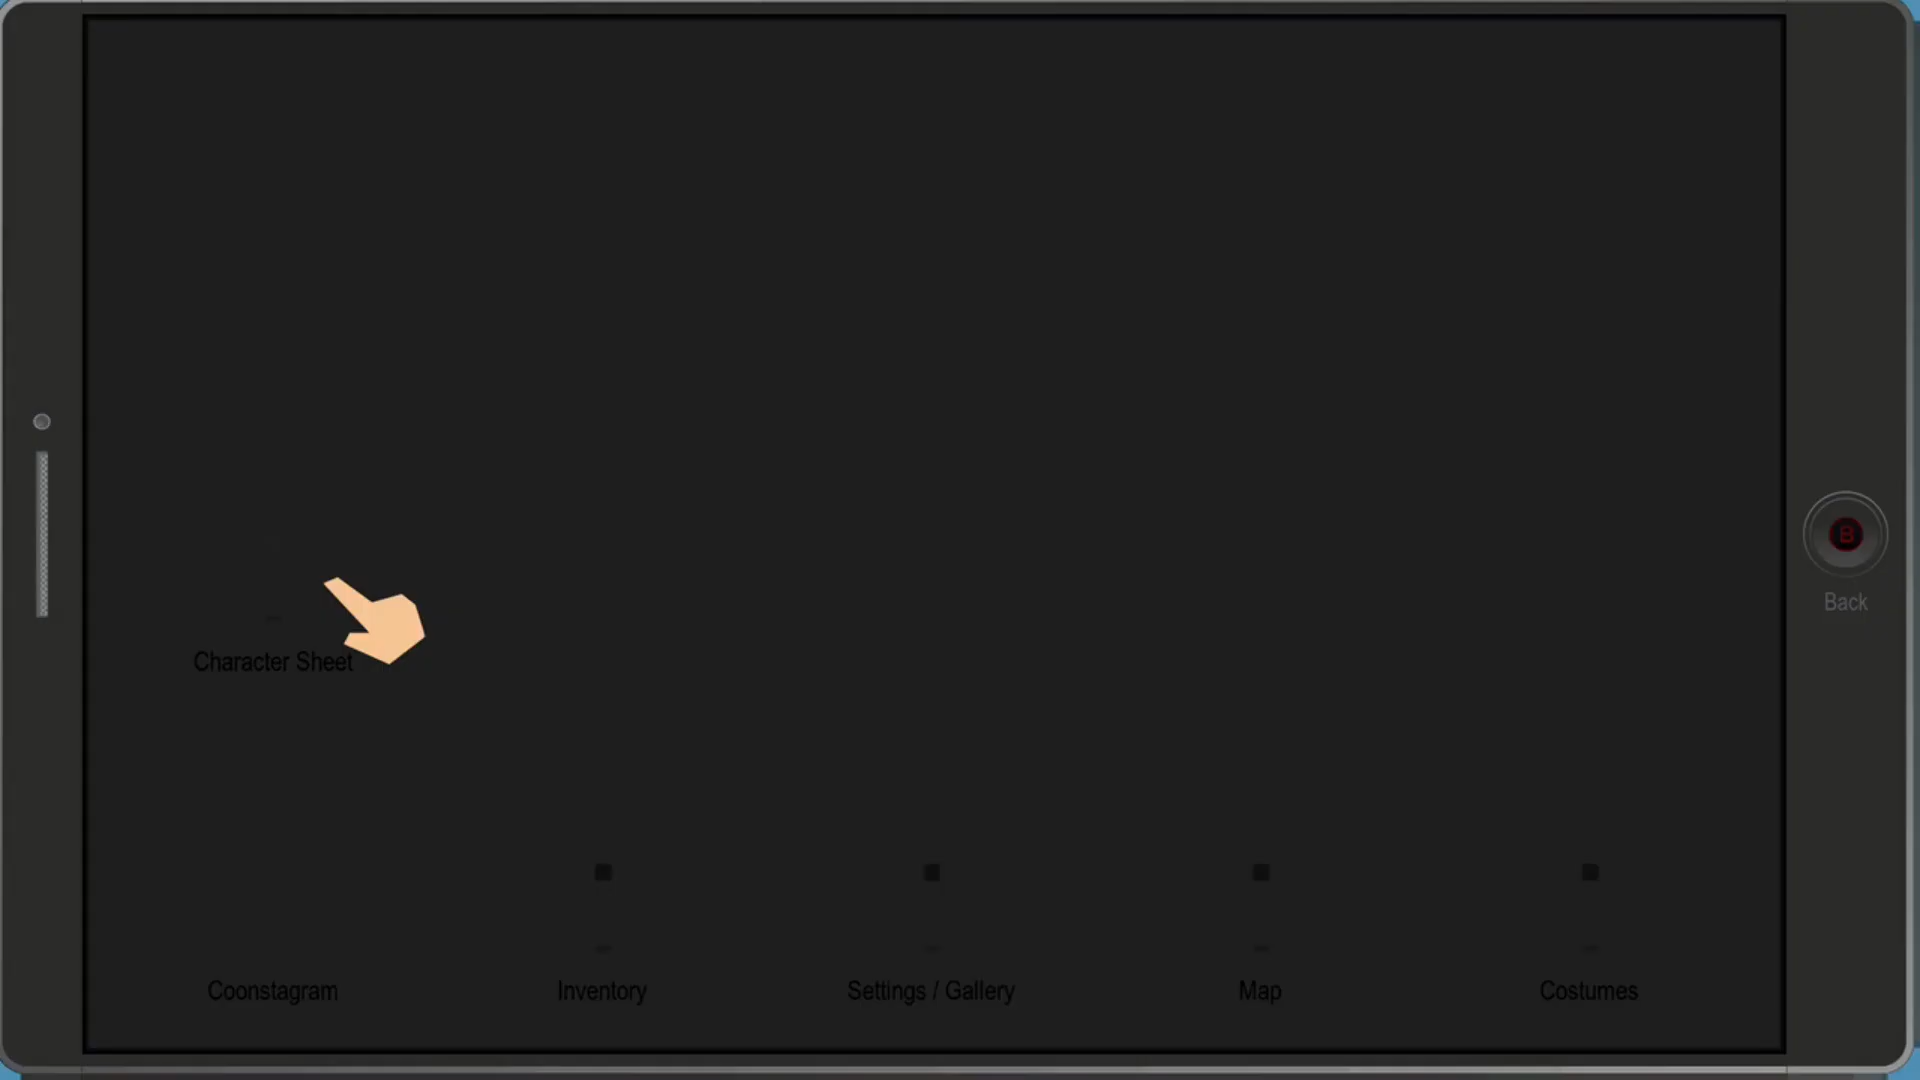 B
Back
Character Sheet
Coonstagram
Inventory
Settings / Gallery
Map
Costumes